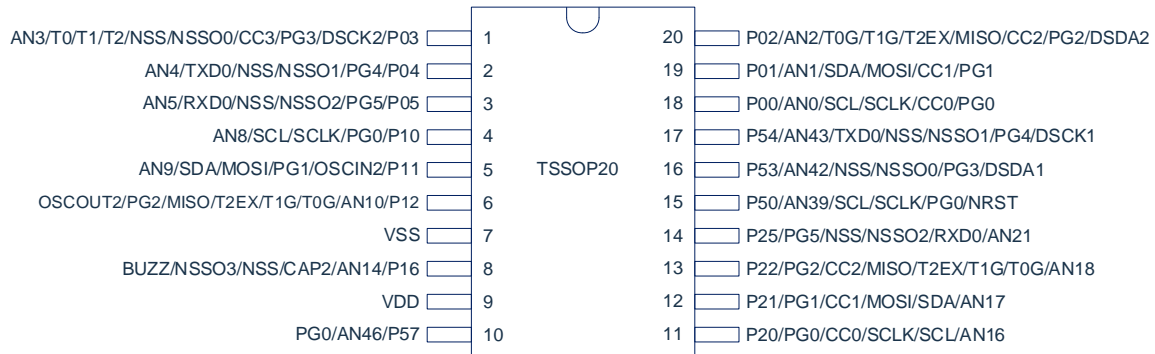 AN3/T0/T1/T2/NSS/NSSO0/CC3/PG3/DSCK2/P03 1 20 P02/AN2/T0G/T1G/T2EX/MISO/CC2/PG2/DSDA2
AN4/TXD0/NSS/NSSO1/PG4/P04 2 19 P01/AN1/SDA/MOSI/CC1/PG1
AN5/RXD0/NSS/NSSO2/PG5/P05 3 18 P00/AN0/SCL/SCLK/CC0/PG0
AN8/SCL/SCLK/PG0/P10 4 17 P54/AN43/TXD0/NSS/NSSO1/PG4/DSCK1
AN9/SDA/MOSI/PG1/OSCIN2/P11 5 TSSOP20 16 P53/AN42/NSS/NSSO0/PG3/DSDA1
OSCOUT2/PG2/MISO/T2EX/T1G/T0G/AN10/P12 6 15 P50/AN39/SCL/SCLK/PG0/NRST
VSS 7 14 P25/PG5/NSS/NSSO2/RXD0/AN21
BUZZ/NSSO3/NSS/CAP2/AN14/P16 8 13 P22/PG2/CC2/MISO/T2EX/T1G/T0G/AN18
VDD 9 12 P21/PG1/CC1/MOSI/SDA/AN17
PG0/AN46/P57 10 11 P20/PG0/CC0/SCLK/SCL/AN16